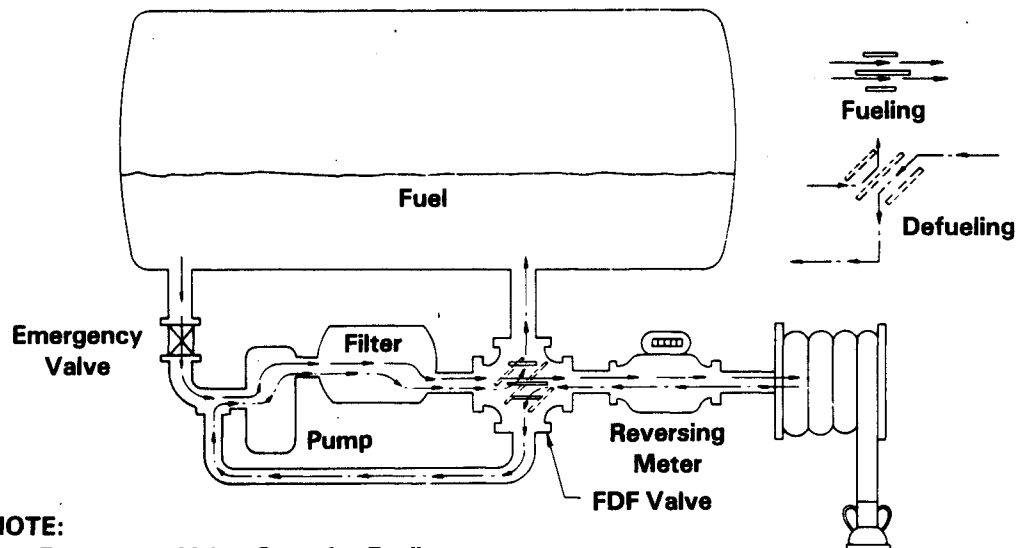 Fueling
Fuel
Defueling
Emergency
Valve
Filter
Pump
Reversing
Meter
FDF Valve
NOTE: